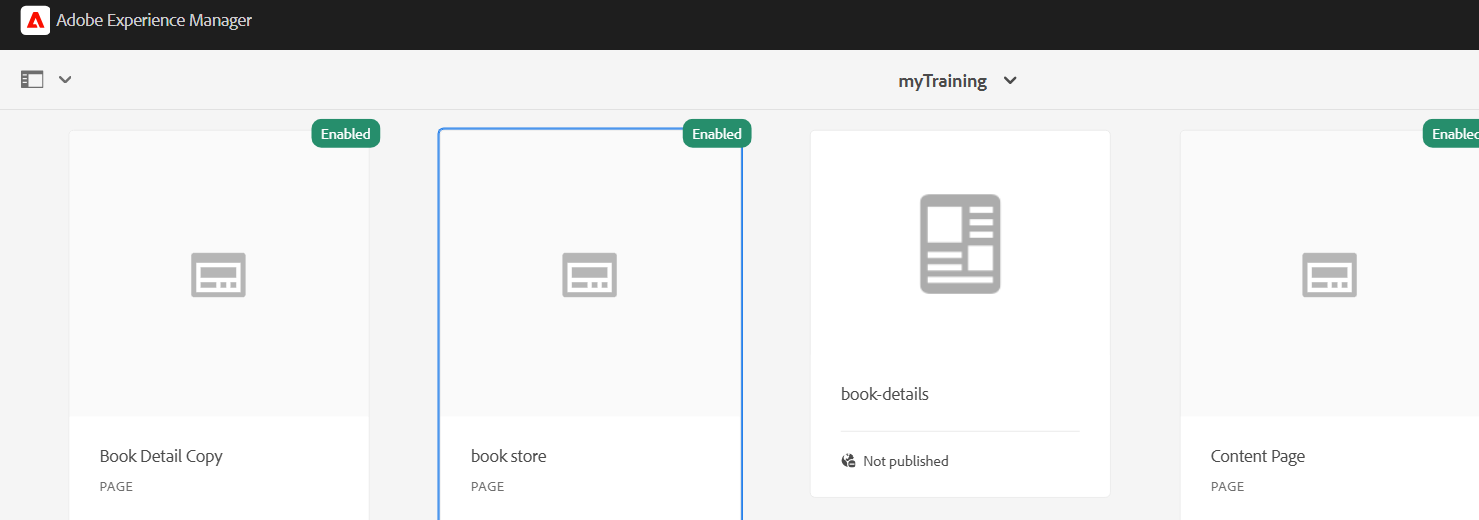 Adobe Experience Manager
myTraining
Enabled
Enabled
Enabled
book-details
Book Detail Copy
book store
Content Page
Not published
PAGE
PAGE
PAGE